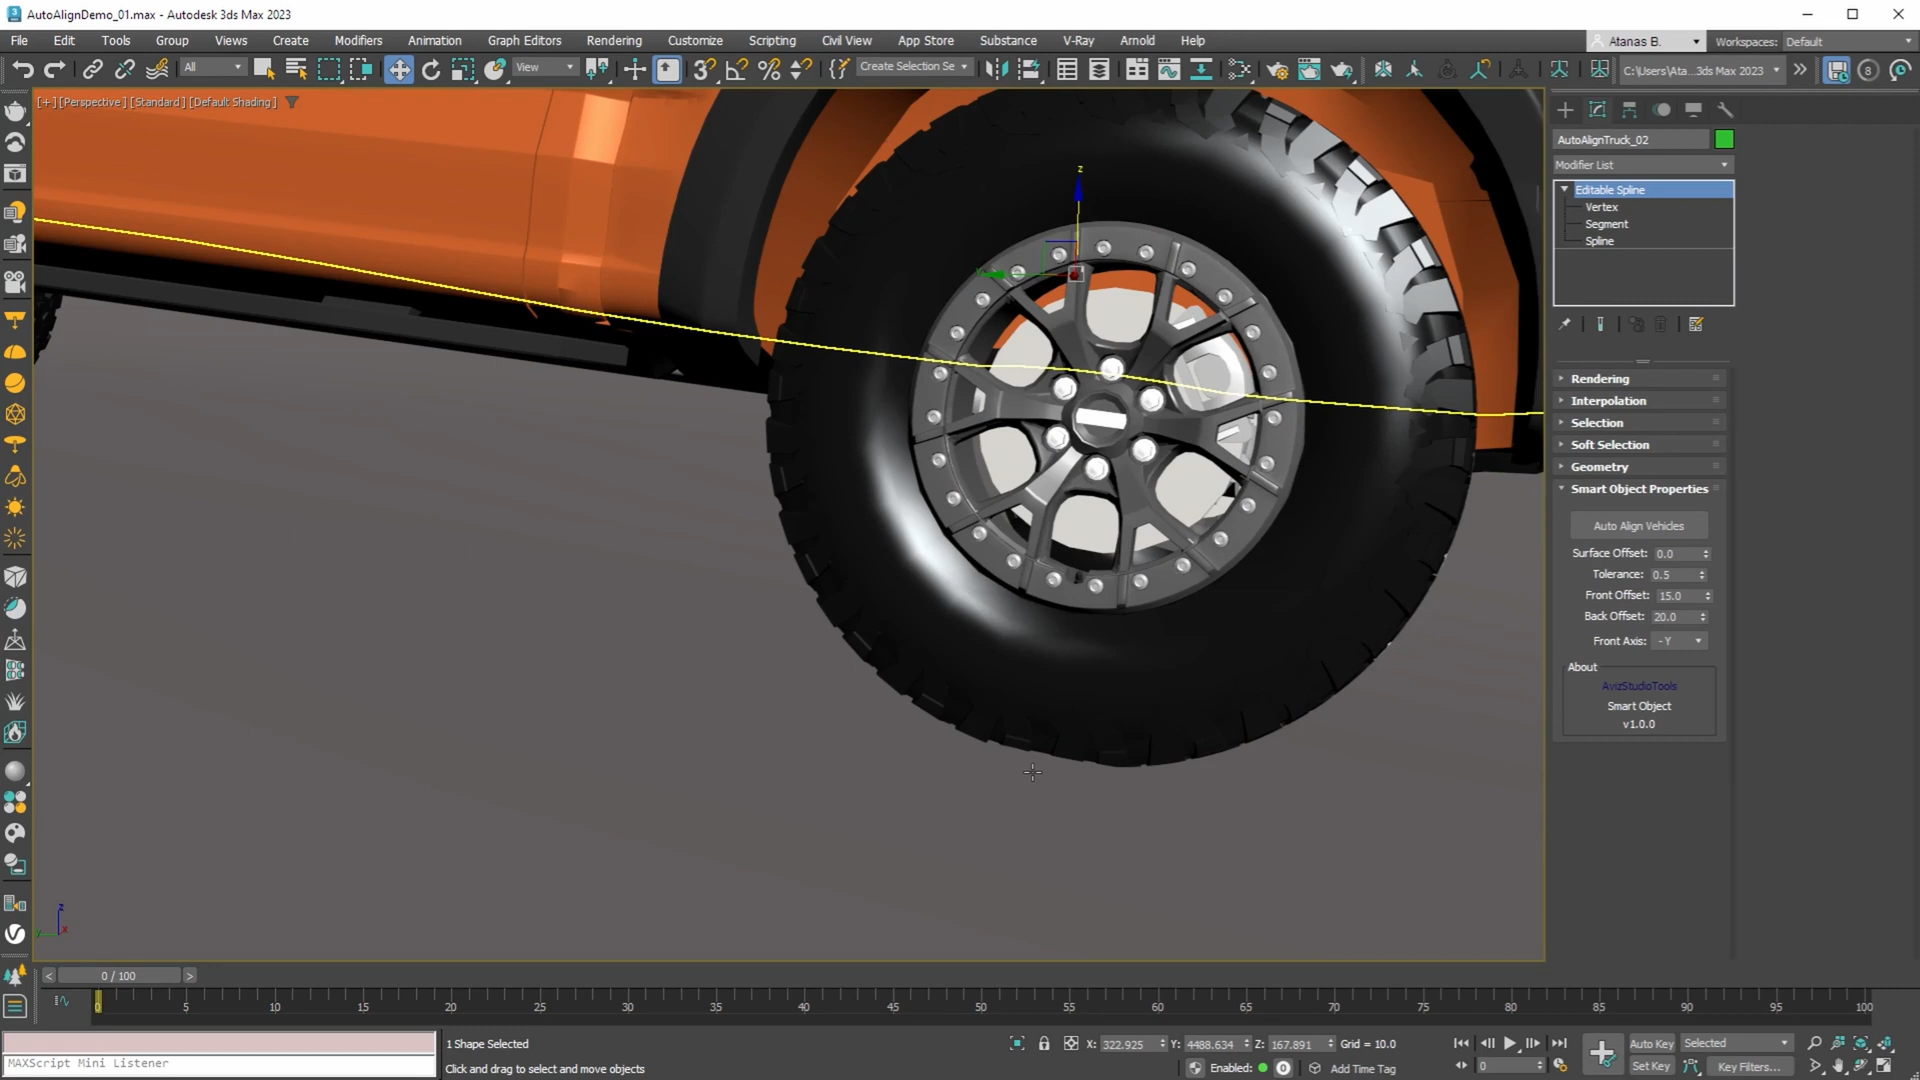 AutoAlignDemo_01.max - Autodesk 3ds Max 2023
File Edit Tools Group Views Create Modifiers Animation Graph Editors Rendering Customize Scripting Civil View App Store Substance V-Ray Arnold Help
Atanas B.
Workspaces: Default
All
View
Create Selection Se
C:\Users\Ata...3ds Max 2023
[+] [Perspective] [Standard] [Default Shading]
AutoAlignTruck_02
Modifier List
Editable Spline
Vertex
Segment
Spline
Rendering
Interpolation
Selection
Soft Selection
Geometry
Smart Object Properties
Auto Align Vehicles
Surface Offset: 0.0
Tolerance: 0.5
Front Offset: 15.0
Back Offset: 20.0
Front Axis: -Y
About
AvizStudioTools
Smart Object
v1.0.0
z
z
x
< 0 / 100 >
0 5 10 15 20 25 30 35 40 45 50 55 60 65 70 75 80 85 90 95 100
1 Shape Selected
X: 322.925 Y: 4488.634 Z: 167.891 Grid = 10.0
Auto Key Selected
MAXScript Mini Listener
Click and drag to select and move objects
Enabled: 0
Add Time Tag
0
Set Key Key Filters...